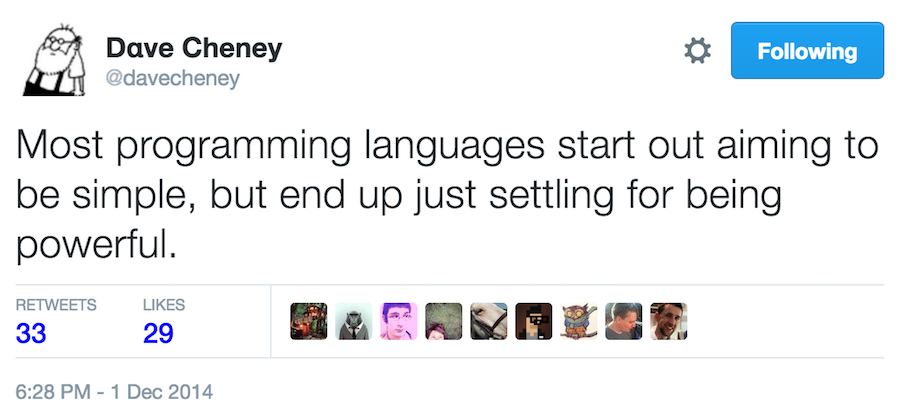 Dave Cheney
@davecheney
Following
Most programming languages start out aiming to
be simple, but end up just settling for being
powerful.
RETWEETS
LIKES
33
29
6:28 PM - 1 Dec 2014